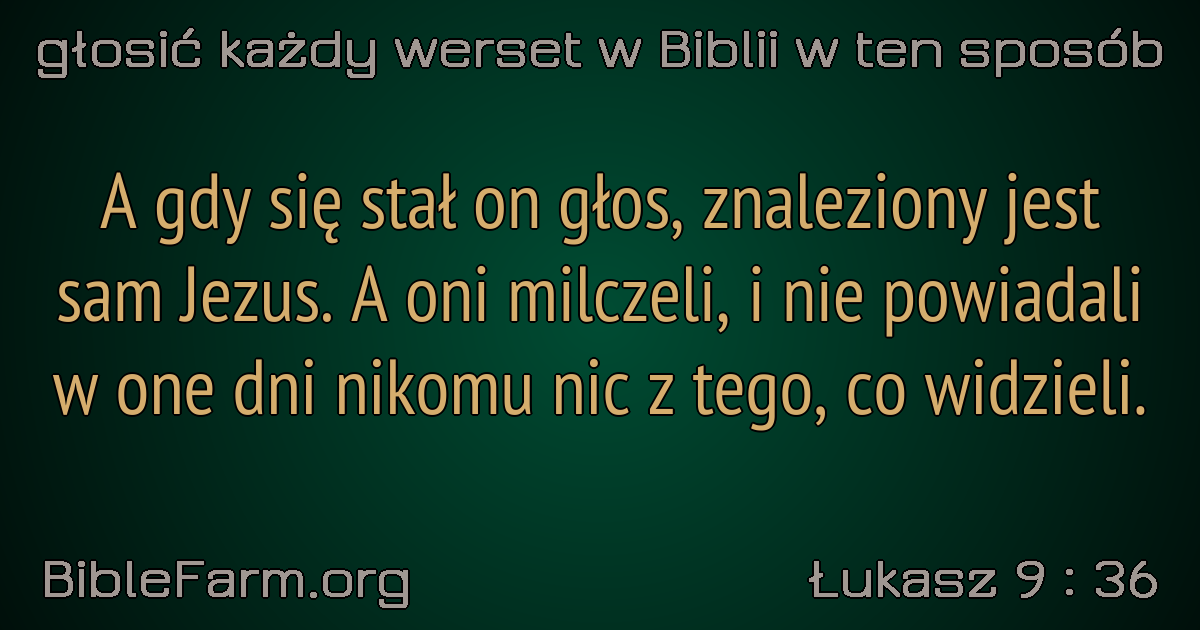 głosić każdy werset w Biblii w ten sposób
A gdy się stał on głos, znaleziony jest
sam Jezus. A oni milczeli, i nie powiadali
w one dni nikomu nic z tego, co widzieli.
BibleFarm.org
Łukasz 9 : 36